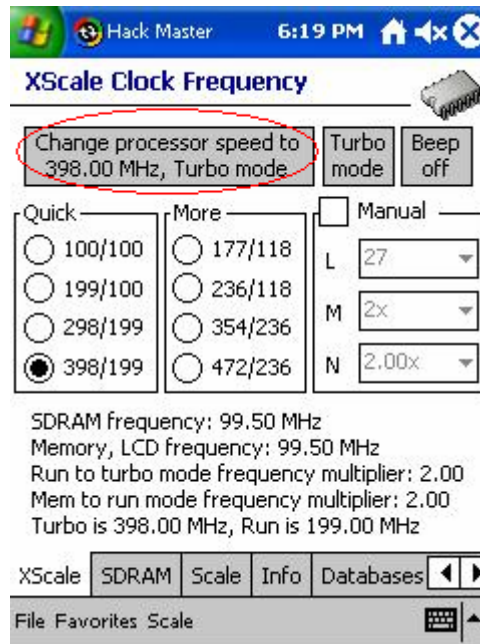 Hack Master 6:19 PM
XScale Clock Frequency
Change processor speed to
398.00 MHz, Turbo mode
Turbo
mode
Beep
off
Quick
100/100
199/100
298/199
398/199
More
177/118
236/118
354/236
472/236
Manual
L 27
M 2x
N 2.00x
SDRAM frequency: 99.50 MHz
Memory, LCD frequency: 99.50 MHz
Run to turbo mode frequency multiplier: 2.00
Mem to run mode frequency multiplier: 2.00
Turbo is 398.00 MHz, Run is 199.00 MHz
XScale SDRAM Scale Info Databases
File Favorites Scale